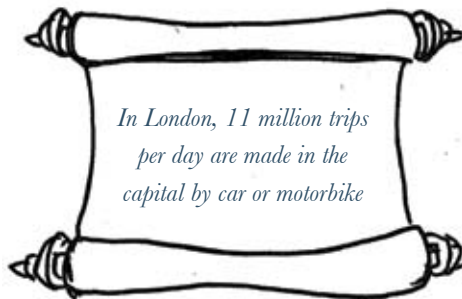 In London, 11 million trips
per day are made in the
capital by car or motorbike